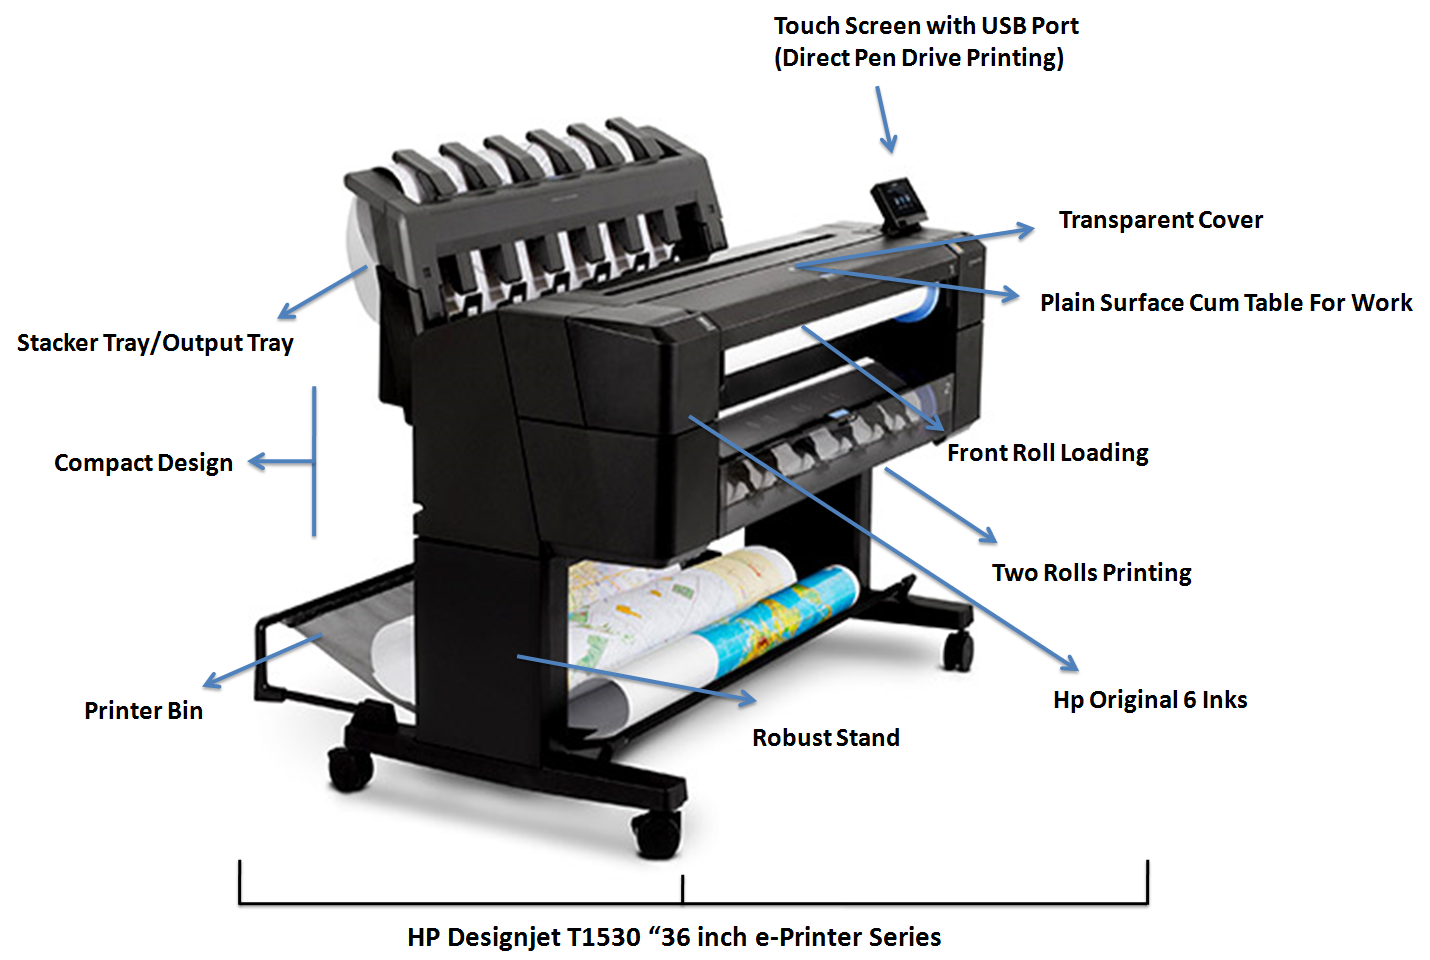 Touch Screen with USB Port
(Direct Pen Drive Printing)
Transparent Cover
Plain Surface Cum Table For Work
Stacker Tray/Output Tray
Front Roll Loading
Compact Design
Two Rolls Printing
Hp Original 6 Inks
Printer Bin
Robust Stand
HP Designjet T1530 “36 inch e-Printer Series